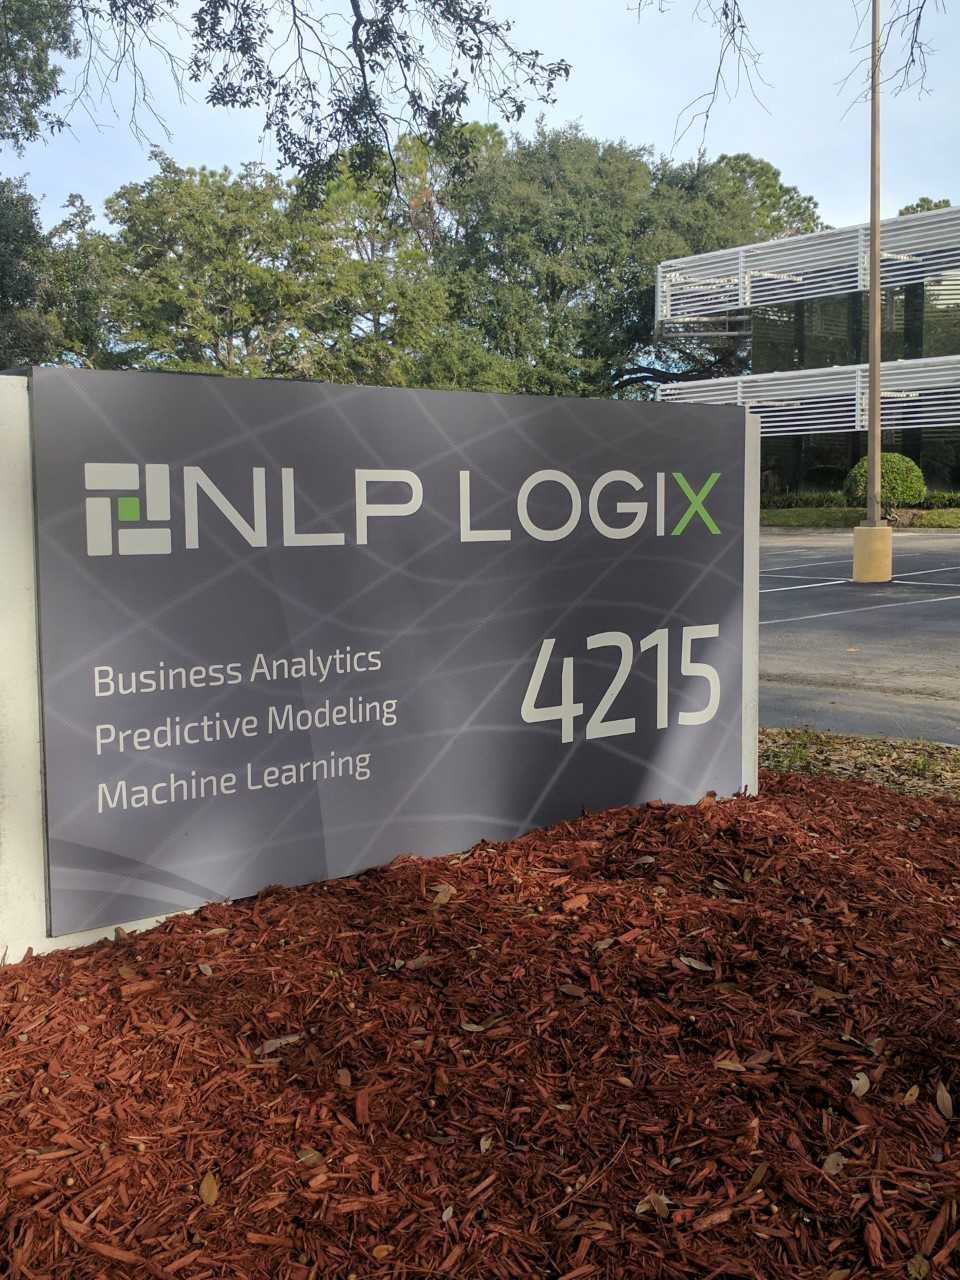 NLP LOGIX
Business Analytics
Predictive Modeling
Machine Learning
4215